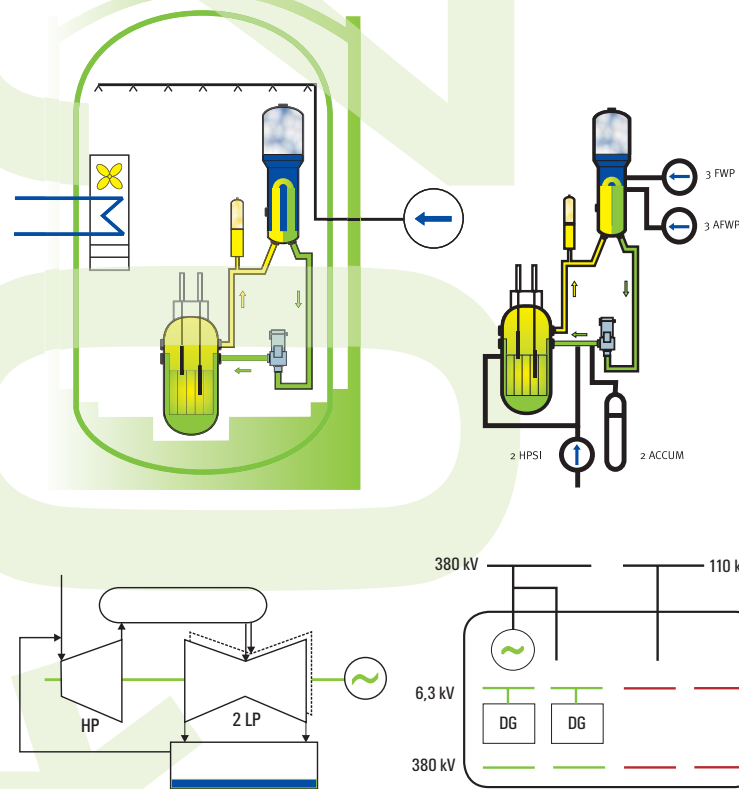 3 FWP
3 AFWP
2 HPSI
2 ACCUM
380 kV
110 k
HP
2 LP
6,3 kV
DG
DG
380 kV